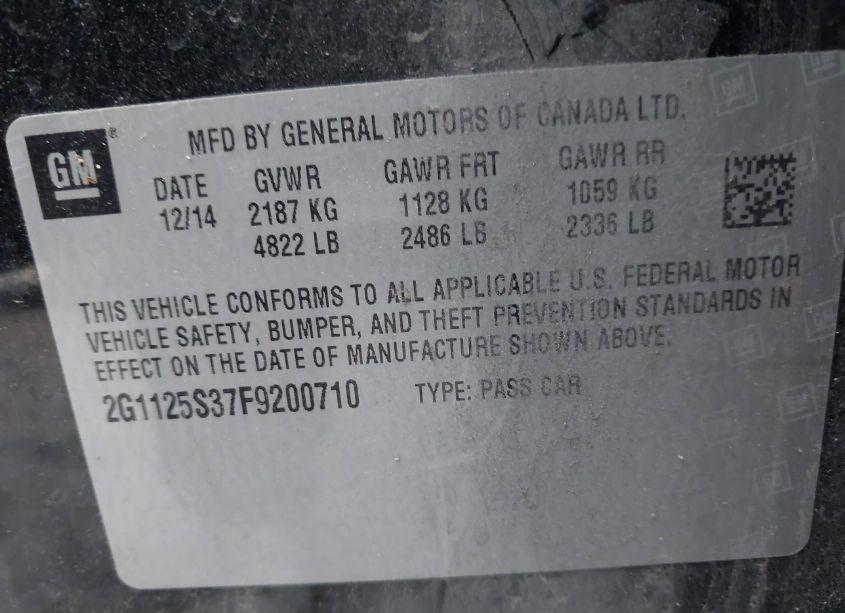 GM
MFD BY GENERAL MOTORS OF CANADA LTD.
DATE GVWR GAWR FRT GAWR RR
12/14 2187 KG 1128 KG 1059 KG
4822 LB 2486 LB 2336 LB
THIS VEHICLE CONFORMS TO ALL APPLICABLE U.S. FEDERAL MOTOR
VEHICLE SAFETY, BUMPER, AND THEFT PREVENTION STANDARDS IN
EFFECT ON THE DATE OF MANUFACTURE SHOWN ABOVE.
2G1125S37F9200710 TYPE: PASS CAR